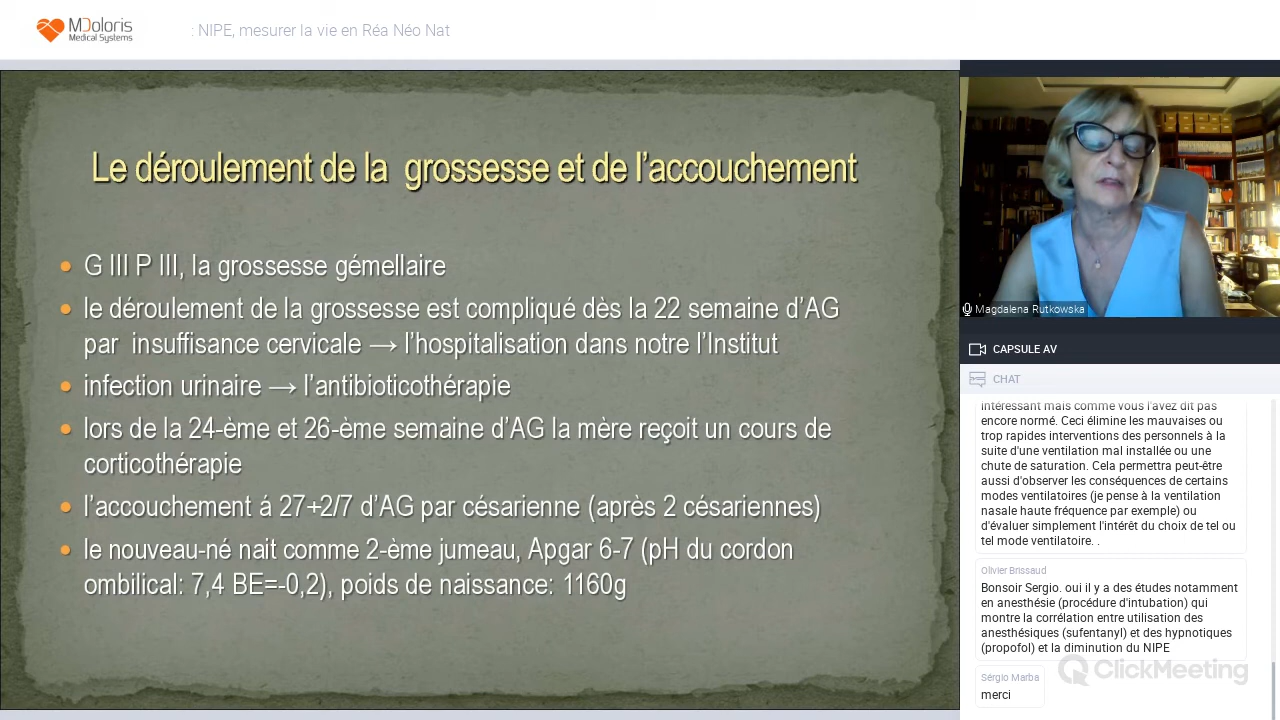 MDoloris
Medical Systems
: NIPE, mesurer la vie en Réa Néo Nat
Le déroulement de la grossesse et de l'accouchement
• G III P III, la grossesse gémellaire
• le déroulement de la grossesse est compliqué dès la 22 semaine d'AG
par insuffisance cervicale → l'hospitalisation dans notre l'Institut
• infection urinaire → l'antibioticothérapie
• lors de la 24-ème et 26-ème semaine d'AG la mère reçoit un cours de
corticothérapie
• l'accouchement á 27+2/7 d'AG par césarienne (après 2 césariennes)
• le nouveau-né nait comme 2-ème jumeau, Apgar 6-7 (pH du cordon
ombilical: 7,4 BE=-0,2), poids de naissance: 1160g
Magdalena Rutkowska
CAPSULE AV
CHAT
intéressant mais comme vous l'avez dit pas
encore normé. Ceci élimine les mauvaises ou
trop rapides interventions des personnels à la
suite d'une ventilation mal installée ou une
chute de saturation. Cela permettra peut-être
aussi d'observer les conséquences de certains
modes ventilatoires (je pense à la ventilation
nasale haute fréquence par exemple) ou
d'évaluer simplement l'intérêt du choix de tel ou
tel mode ventilatoire. .
Olivier Brissaud
Bonsoir Sergio. oui il y a des études notamment
en anesthésie (procédure d'intubation) qui
montre la corrélation entre utilisation des
anesthésiques (sufentanyl) et des hypnotiques
(propofol) et la diminution du NIPE
ClickMeeting
Sérgio Marba
merci